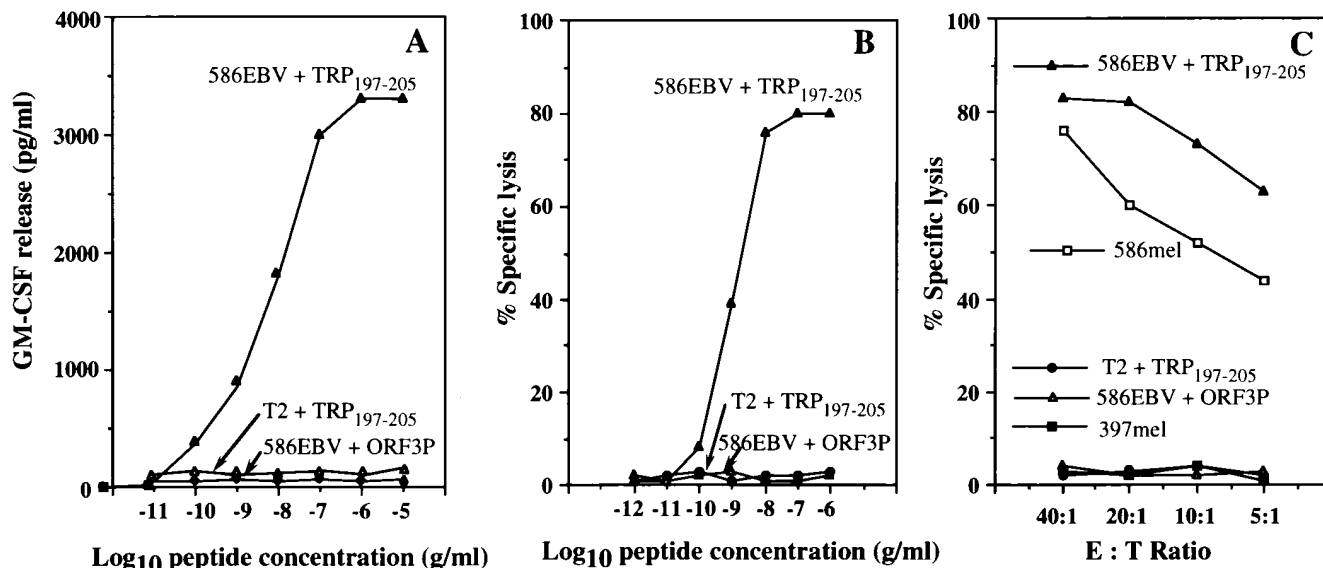 A
GM-CSF release (pg/ml)
4000
3000
2000
1000
0
586EBV + TRP197-205
T2 + TRP197-205
586EBV + ORF3P
-11 -10 -9 -8 -7 -6 -5
Log10 peptide concentration (g/ml)
B
% Specific lysis
100
80
60
40
20
0
586EBV + TRP197-205
T2 + TRP197-205
586EBV + ORF3P
-12 -11 -10 -9 -8 -7 -6
Log10 peptide concentration (g/ml)
C
% Specific lysis
100
80
60
40
20
0
586EBV + TRP197-205
586mel
T2 + TRP197-205
586EBV + ORF3P
397mel
40:1 20:1 10:1 5:1
E : T Ratio